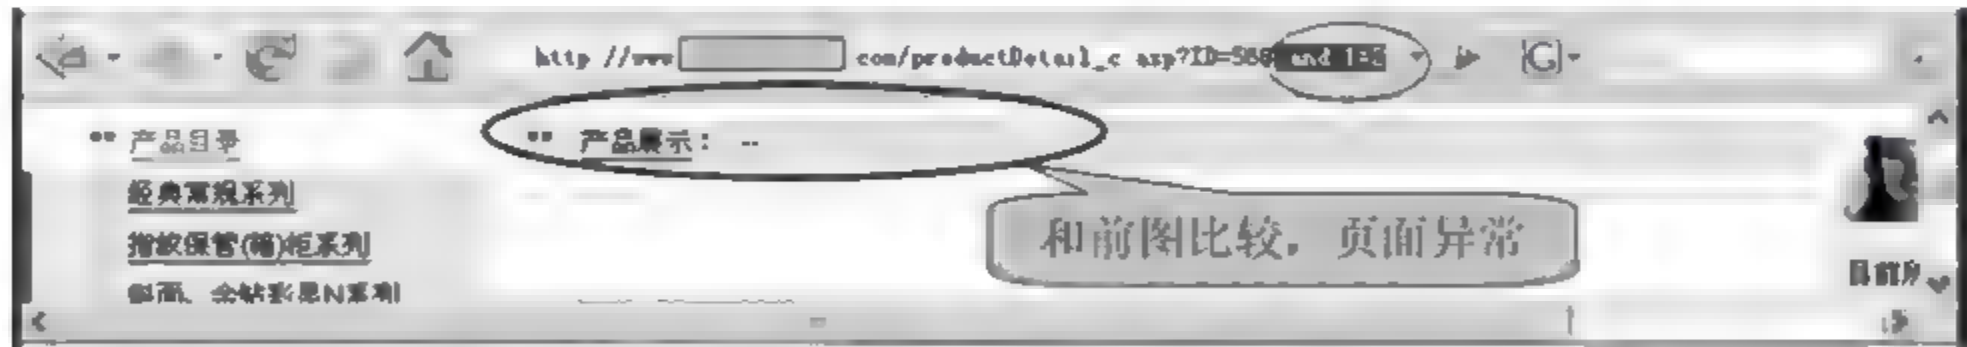 http //www com/productDetail_c asp?ID=568 and 1=2
产品目录
产品展示：
经典常规系列
指纹保管(箱)柜系列
和前图比较，页面异常